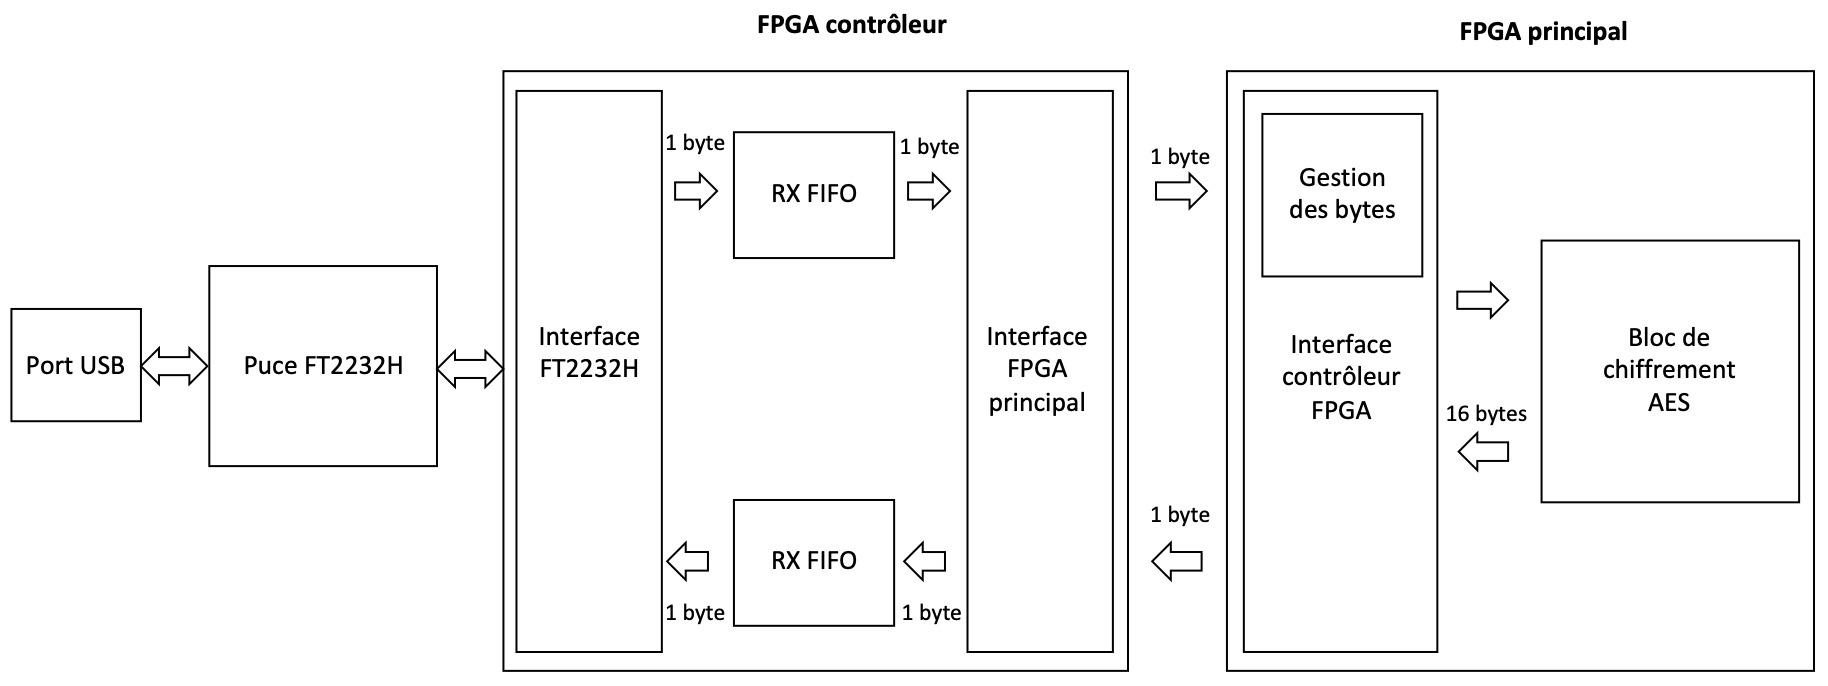 FPGA contrôleur
FPGA principal
1 byte
RX FIFO
1 byte
1 byte
Gestion
des bytes
Port USB
Puce FT2232H
Interface
FT2232H
Interface
FPGA
principal
Interface
contrôleur
FPGA
Bloc de
chiffrement
AES
16 bytes
1 byte
RX FIFO
1 byte
1 byte